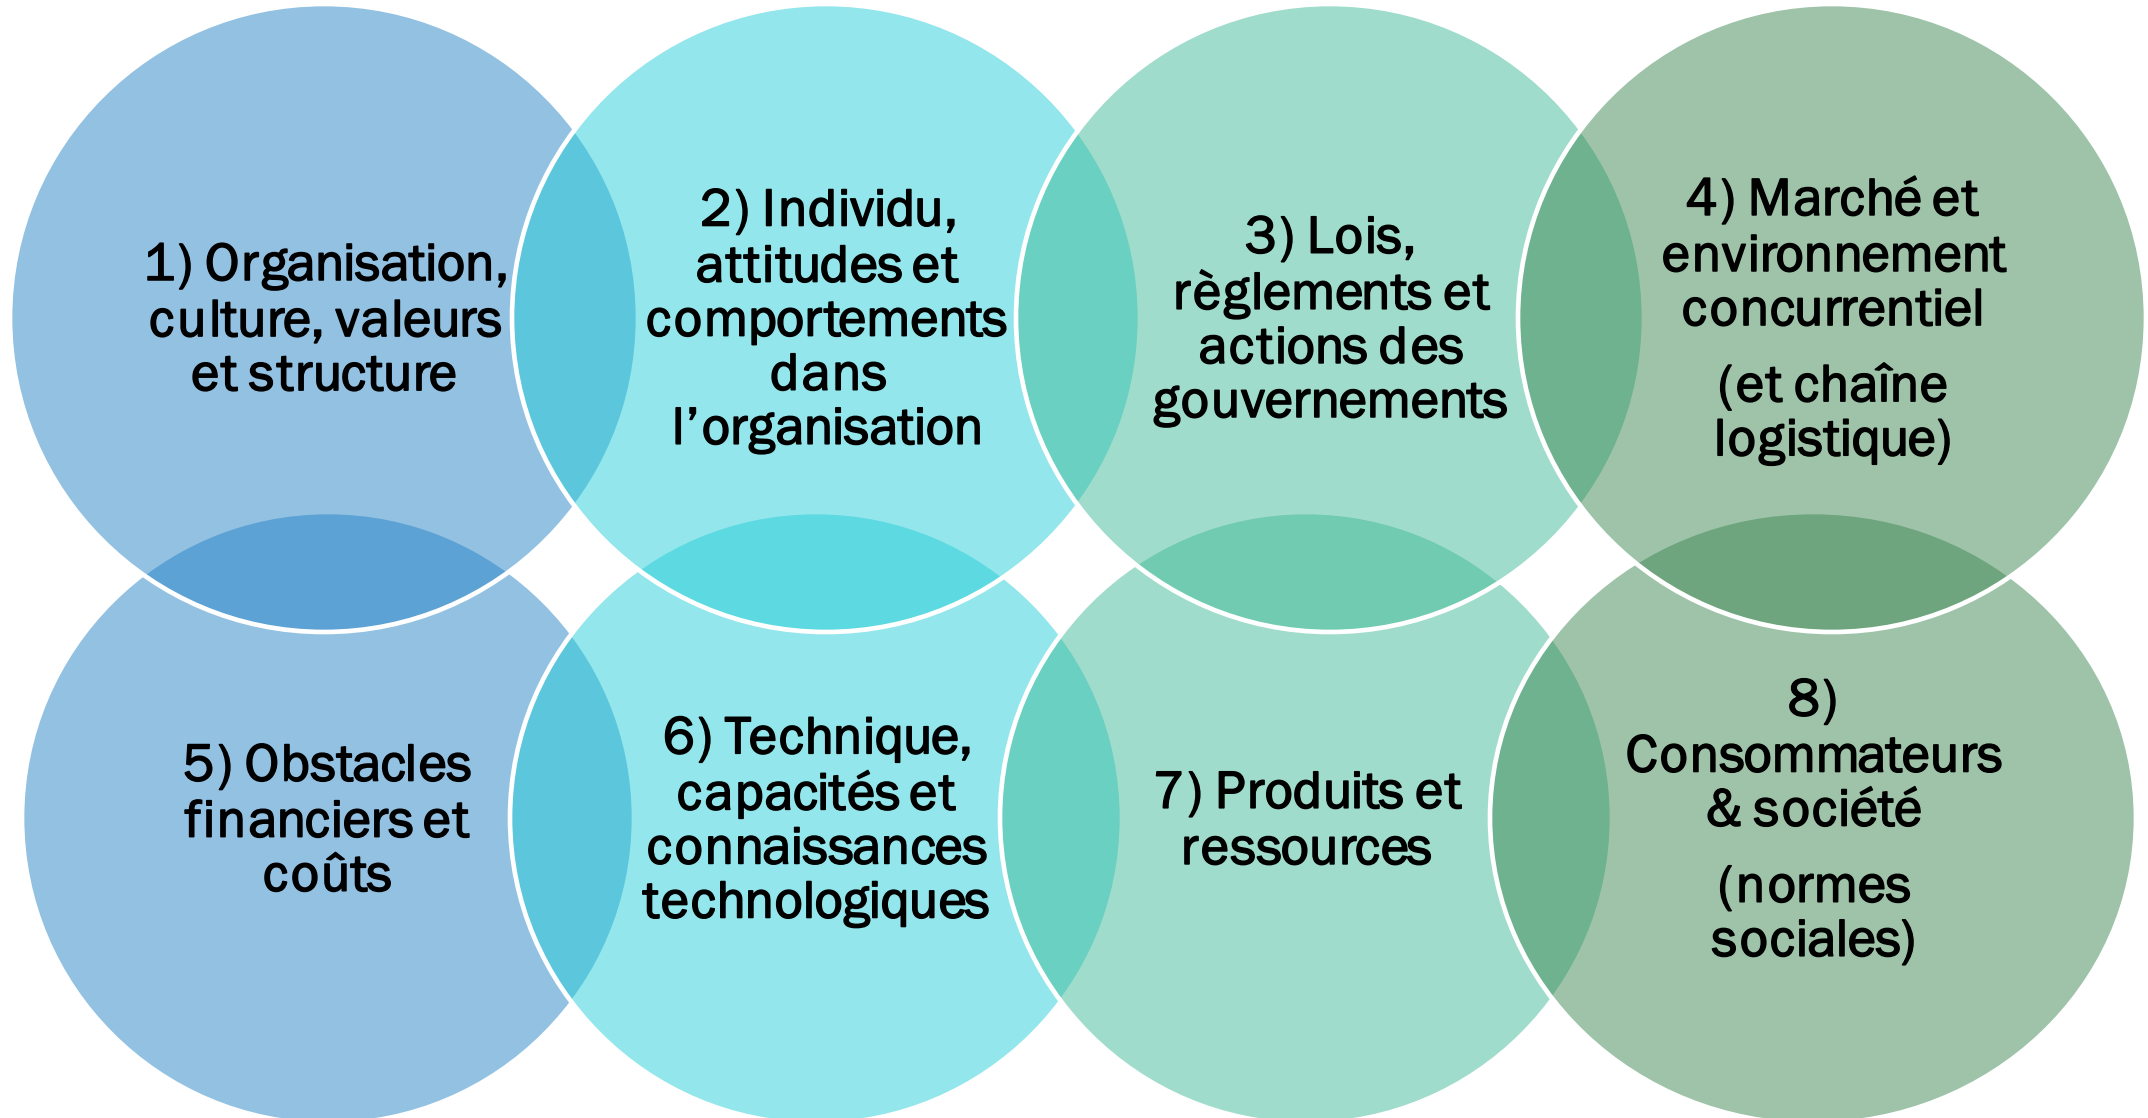 1) Organisation,
culture, valeurs
et structure
2) Individu,
attitudes et
comportements
dans
l’organisation
3) Lois,
règlements et
actions des
gouvernements
4) Marché et
environnement
concurrentiel
(et chaîne
logistique)
5) Obstacles
financiers et
coûts
6) Technique,
capacités et
connaissances
technologiques
7) Produits et
ressources
8)
Consommateurs
& société
(normes
sociales)